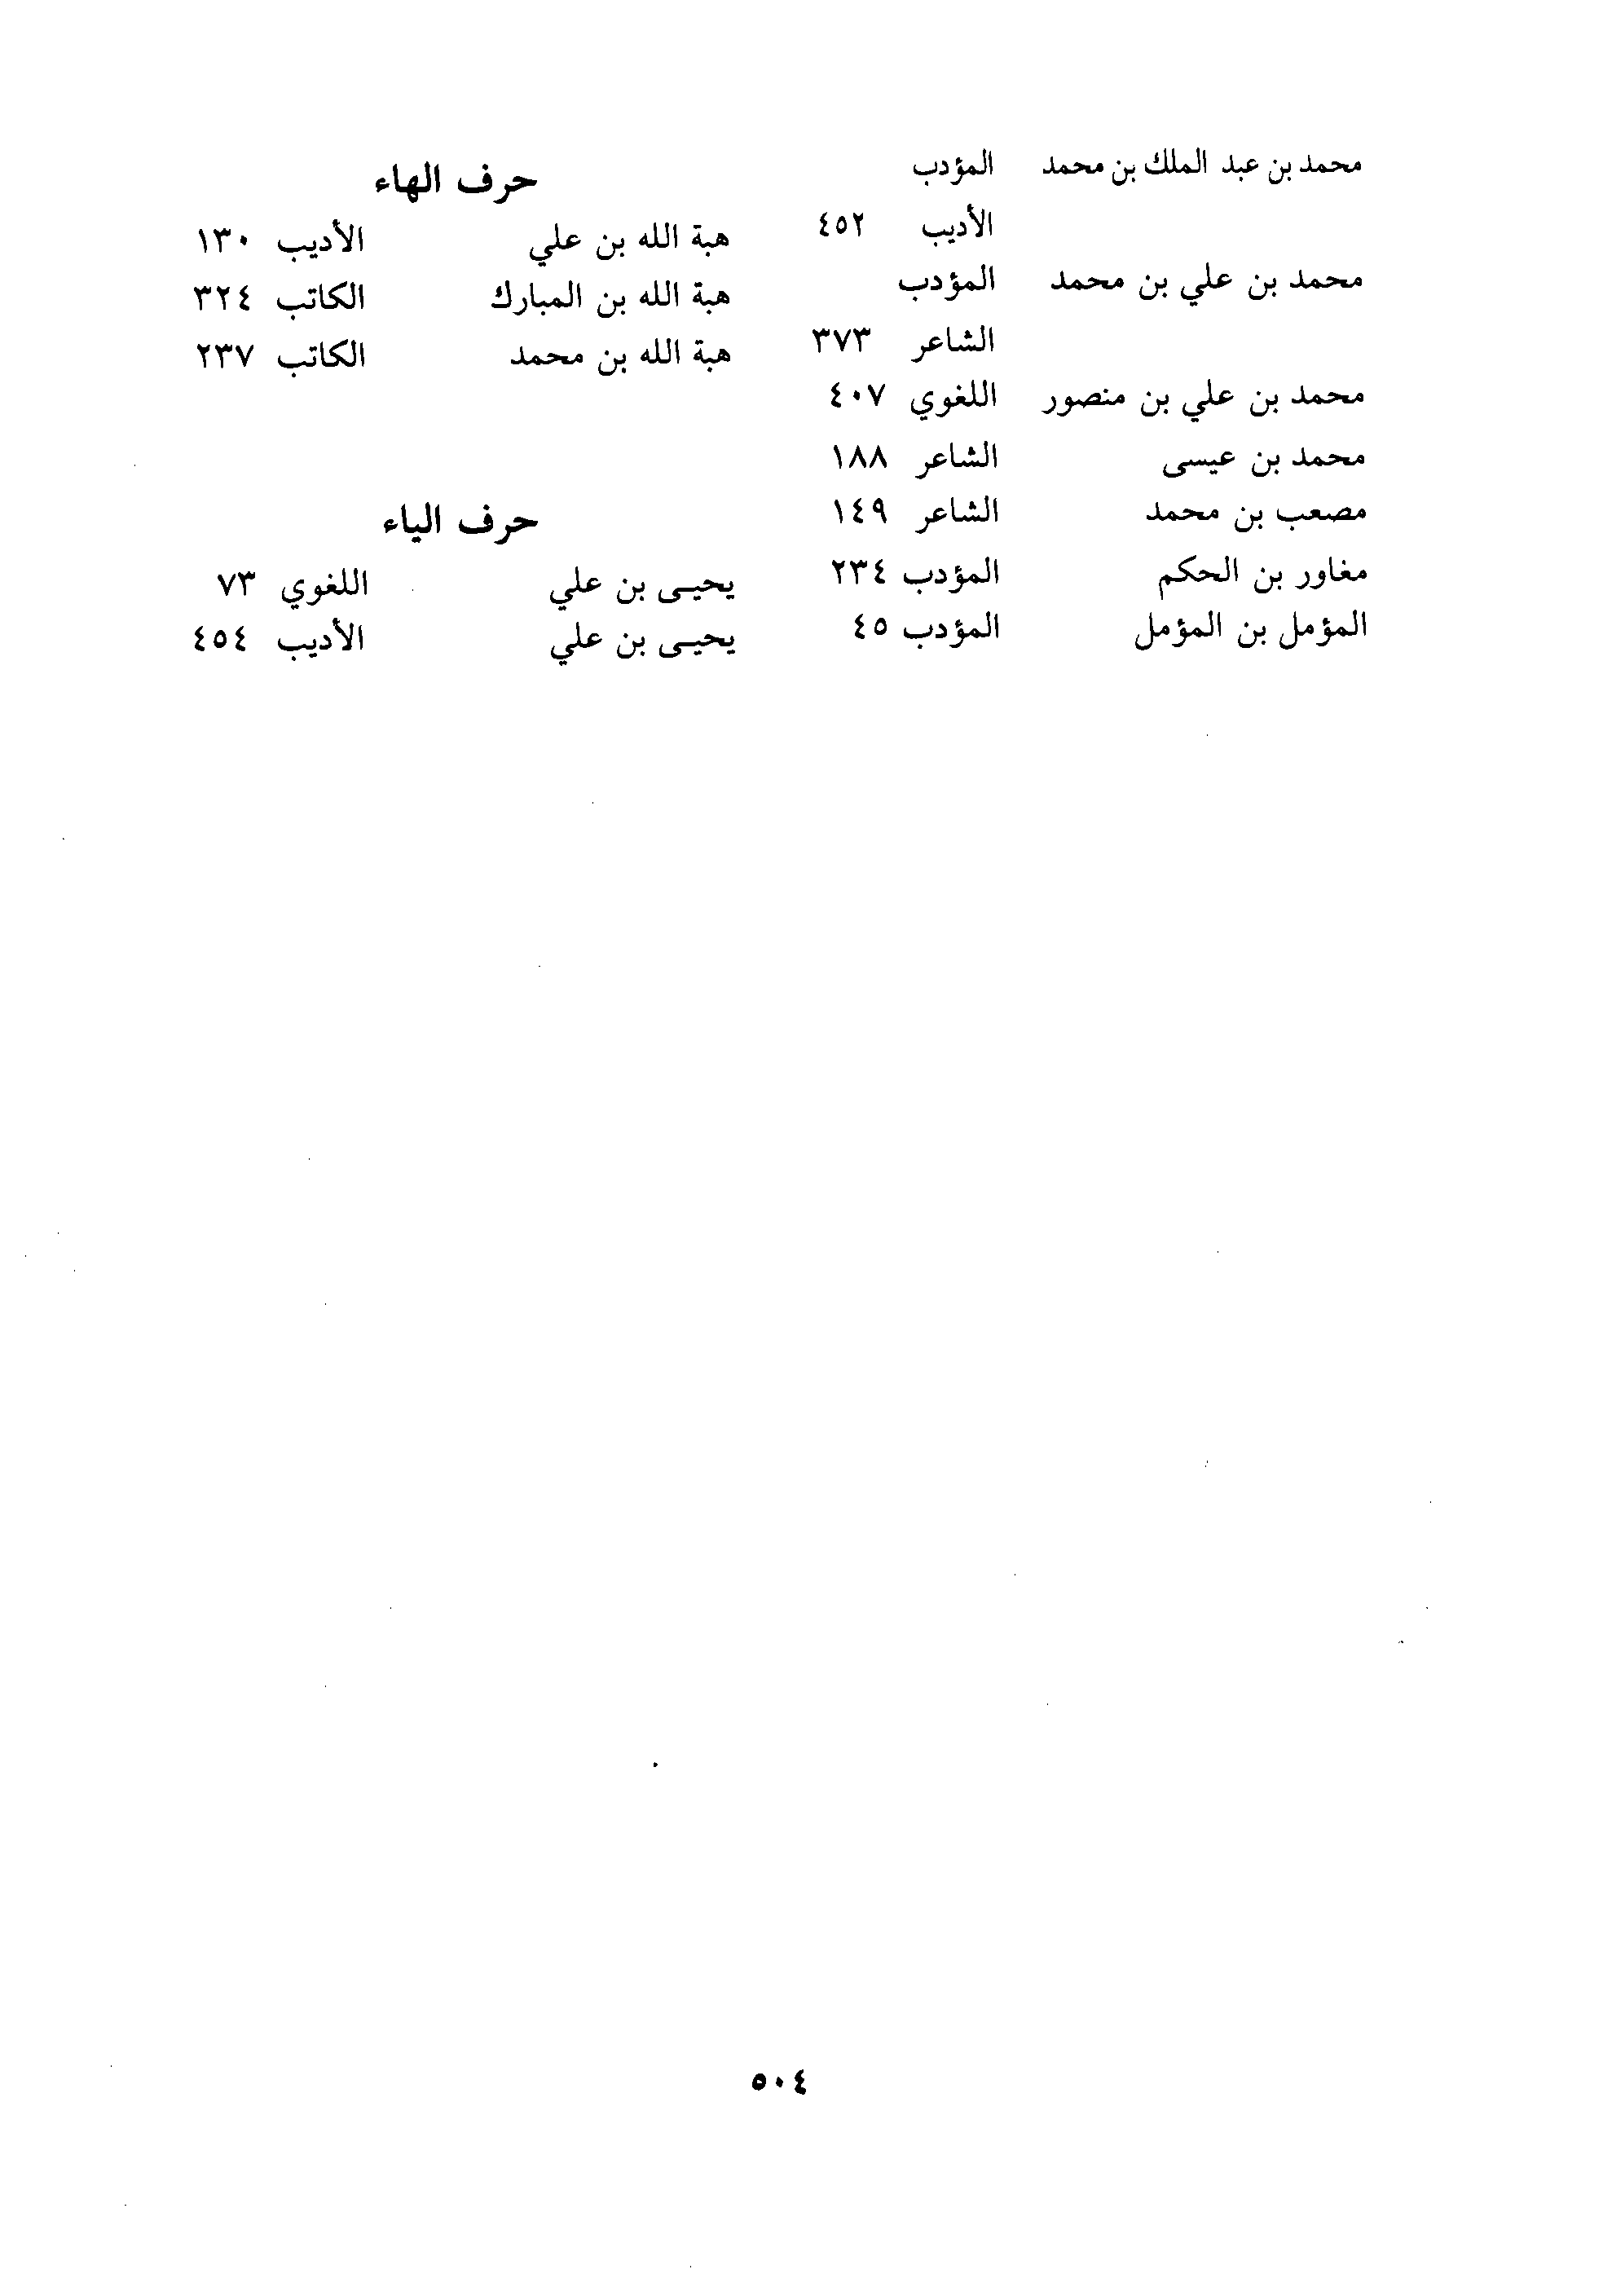 محمد بن عبد الملك بن محمد المؤدب
الأديب ٤٥٢
محمد بن علي بن محمد المؤدب
الشاعر ٣٧٣
محمد بن علي بن منصور اللغوي ٤٠٧
محمد بن عيسى الشاعر ١٨٨
مصعب بن محمد الشاعر ١٤٩
مغاور بن الحكم المؤدب ٢٣٤
المؤمل بن المؤمل المؤدب ٤٥
حرف الهاء
هبة الله بن علي الأديب ١٣٠
هبة الله بن المبارك الكاتب ٣٢٤
هبة الله بن محمد الكاتب ٢٣٧
حرف الياء
يحيى بن علي اللغوي ٧٣
يحيى بن علي الأديب ٤٥٤
٥٠٤